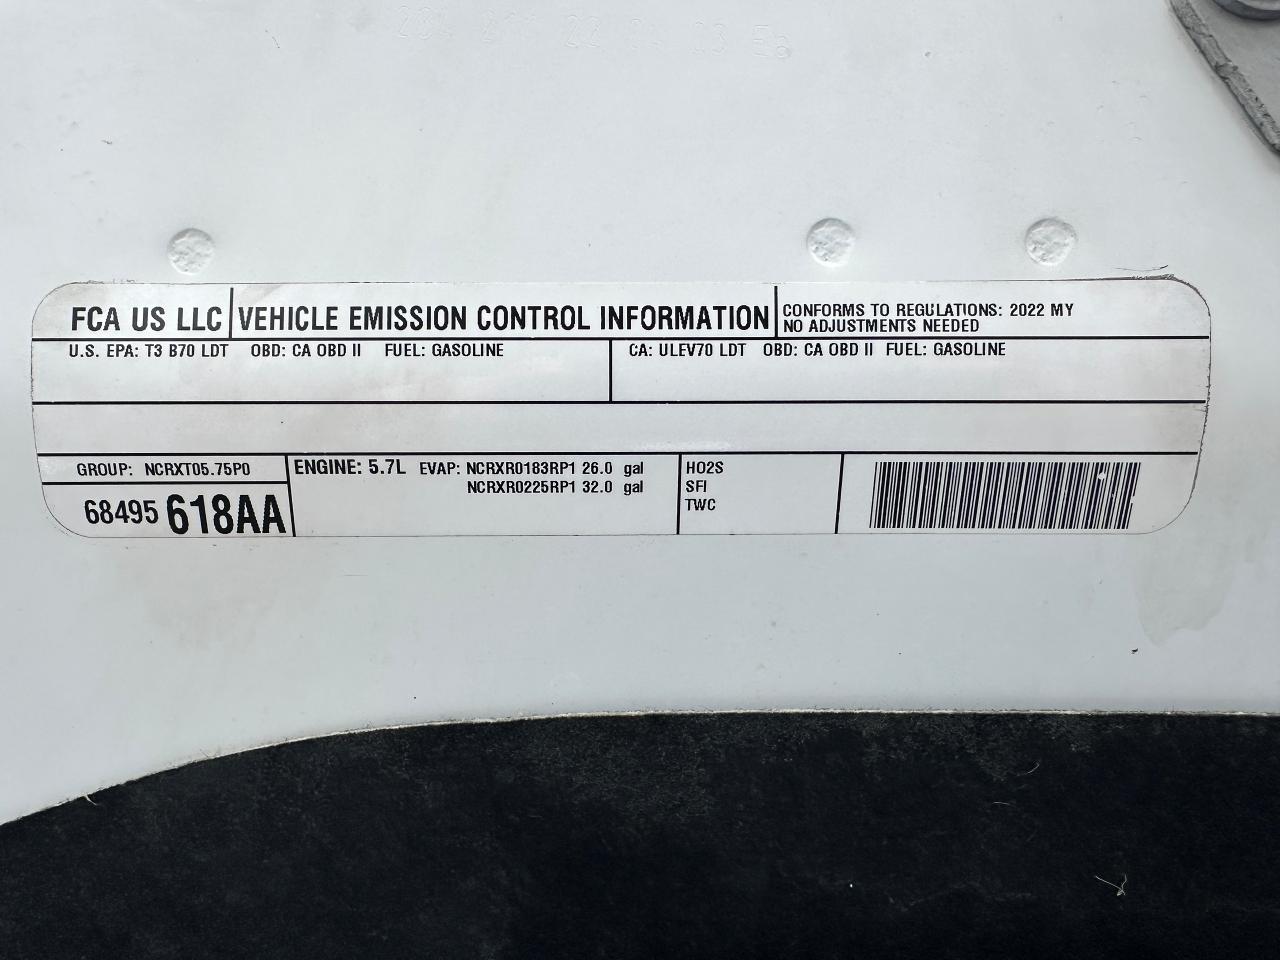 FCA US LLC
VEHICLE EMISSION CONTROL INFORMATION
CONFORMS TO REGULATIONS: 2022 MY
NO ADJUSTMENTS NEEDED
U.S. EPA: T3 B70 LDT OBD: CA OBD II FUEL: GASOLINE
CA: ULEV70 LDT OBD: CA OBD II FUEL: GASOLINE
GROUP: NCRXT05.75P0
68495 618AA
ENGINE: 5.7L EVAP: NCRXR0183RP1 26.0 gal
NCRXR0225RP1 32.0 gal
HO2S
SFI
TWC